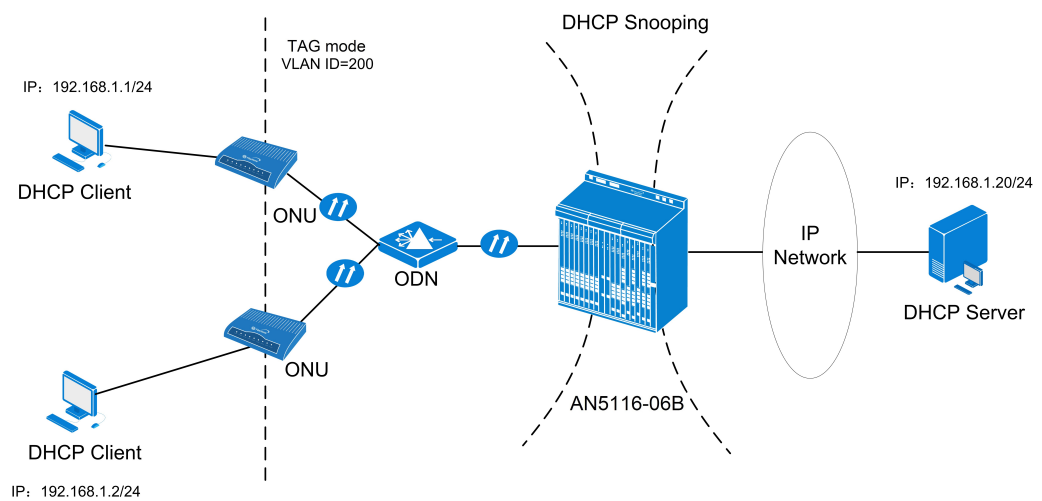 DHCP Snooping
TAG mode
VLAN ID=200
IP： 192.168.1.1/24
DHCP Client
ONU
IP： 192.168.1.20/24
IP
Network
ODN
DHCP Server
ONU
AN5116-06B
DHCP Client
IP： 192.168.1.2/24